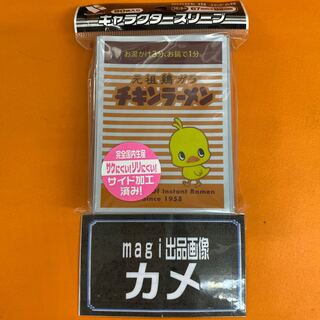 キャラクタースリーブ
お湯かけ3分、お鍋で1分。
元祖鶏ガラ
チキンラーメン
完全国内生産
サイド加工
済み!
of Instant Ramen
since 1958
magi出品画像
カメ